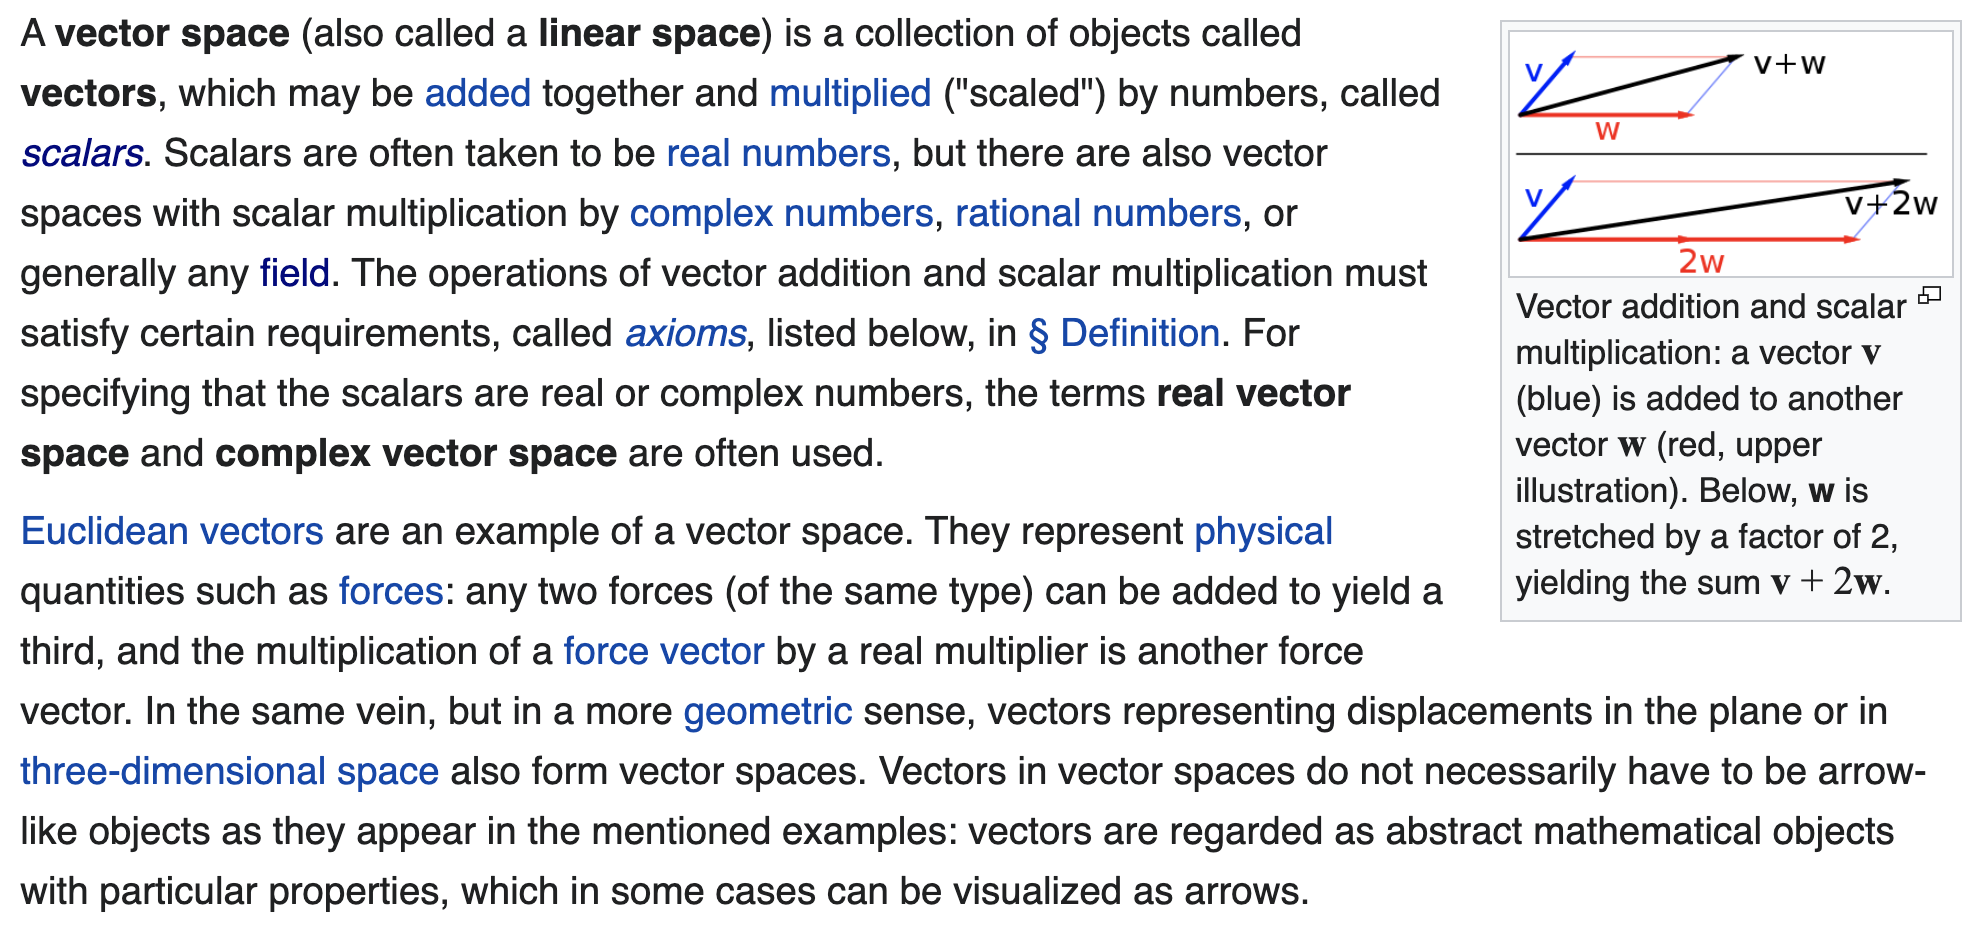 A vector space (also called a linear space) is a collection of objects called
vectors, which may be added together and multiplied ("scaled") by numbers, called
scalars. Scalars are often taken to be real numbers, but there are also vector
spaces with scalar multiplication by complex numbers, rational numbers, or
generally any field. The operations of vector addition and scalar multiplication must
satisfy certain requirements, called axioms, listed below, in § Definition. For
specifying that the scalars are real or complex numbers, the terms real vector
space and complex vector space are often used.
Euclidean vectors are an example of a vector space. They represent physical
quantities such as forces: any two forces (of the same type) can be added to yield a
third, and the multiplication of a force vector by a real multiplier is another force
vector. In the same vein, but in a more geometric sense, vectors representing displacements in the plane or in
three-dimensional space also form vector spaces. Vectors in vector spaces do not necessarily have to be arrow-
like objects as they appear in the mentioned examples: vectors are regarded as abstract mathematical objects
with particular properties, which in some cases can be visualized as arrows.
v
v+w
w
v
v+2w
2w
Vector addition and scalar
multiplication: a vector v
(blue) is added to another
vector w (red, upper
illustration). Below, w is
stretched by a factor of 2,
yielding the sum v + 2w.